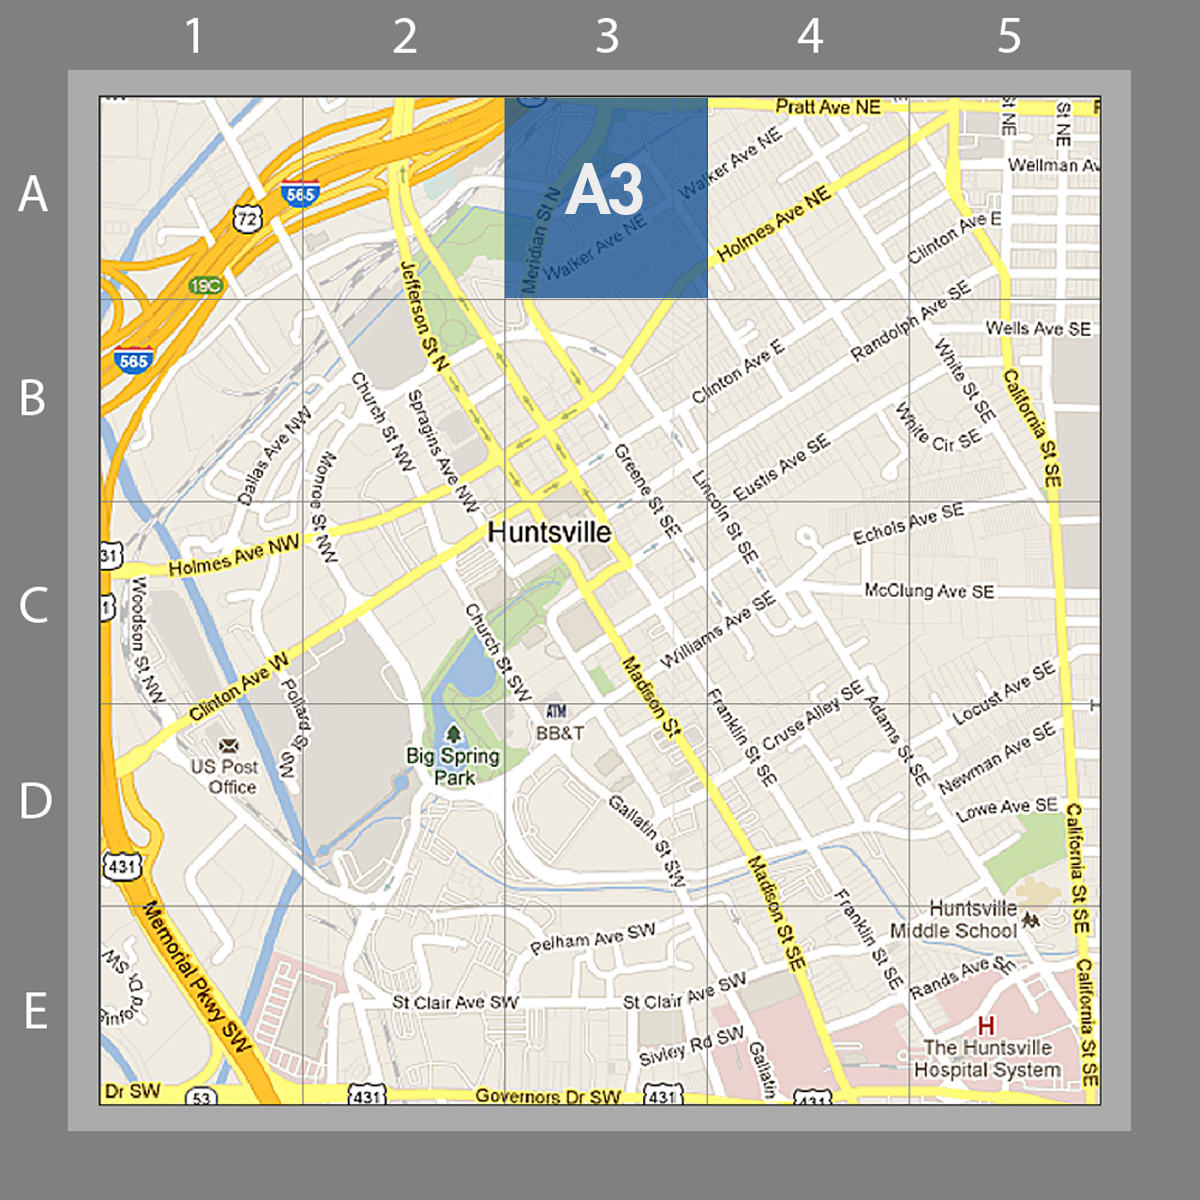 1 2 3 4 5
A
B
C
D
E
A3
Pratt Ave NE
St NE
St NE
Wellman Av
Walker Ave NE
Meridian St N
Walker Ave NE
Holmes Ave NE
Clinton Ave E
565
72
19C
565
Jefferson St N
Randolph Ave SE
Wells Ave SE
White St SE
Clinton Ave E
California St SE
Church St NW
Spragins Ave NW
Dallas Ave NW
Monroe St NW
White Cir SE
Eustis Ave SE
Greene St SE
Lincoln St SE
Echols Ave SE
Huntsville
Holmes Ave NW
31
1
Woodson St NW
McClung Ave SE
Williams Ave SE
Church St SW
Clinton Ave W
Pollard St SW
Madison St
Franklin St SE
Cruse Alley SE
Adams St SE
Locust Ave SE
Newman Ave SE
Lowe Ave SE
ATM
BB&T
US Post
Office
Big Spring
Park
Gallatin St SW
California St SE
431
Madison St SE
Franklin St SE
Huntsville
Middle School
Memorial Pkwy SW
Pelham Ave SW
St Clair Ave SW
St Clair Ave SW
Rands Ave S
California St SE
Dr SW
Sivley Rd SW
Gallatin
H
The Huntsville
Hospital System
Dr SW
53
431
Governors Dr SW
431
431